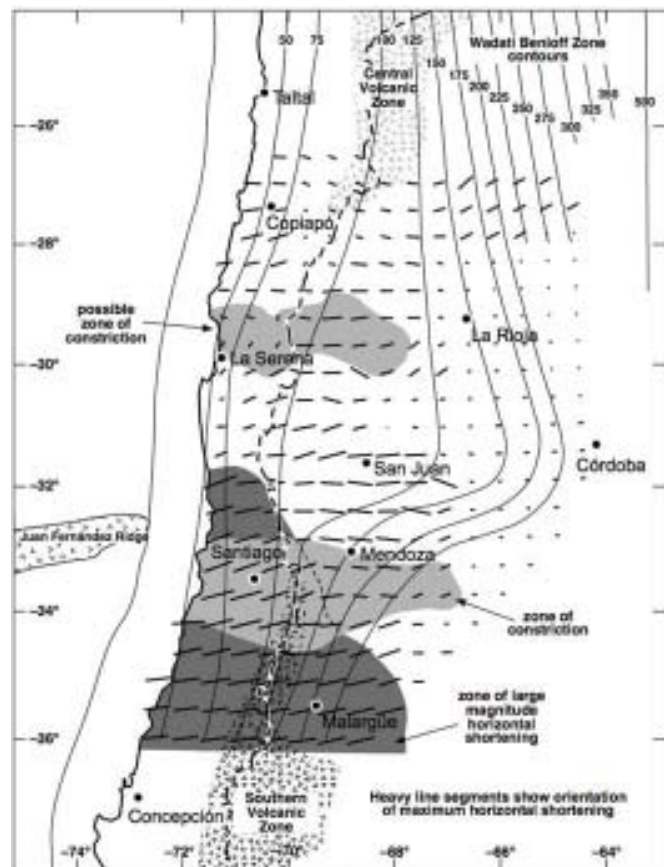 50
75
100
125
Wadati Benioff Zone
contours
150
175
200
225
250
275
300
325
350
500
Central
Volcanic
Zone
Taltal
-26°
Copiapó
-28°
possible
zone of
constriction
La Serena
La Rioja
-30°
San Juan
Córdoba
-32°
Juan Fernández Ridge
Santiago
Mendoza
-34°
zone of
constriction
zone of large
magnitude
horizontal
shortening
Malargüe
-36°
Concepción
Southern
Volcanic
Zone
Heavy line segments show orientation
of maximum horizontal shortening
-74°
-72°
-70°
-68°
-66°
-64°